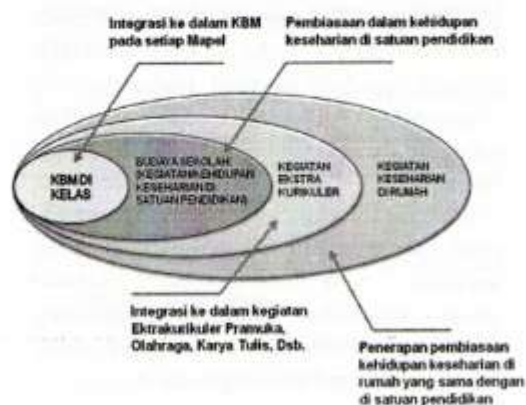 Integrasi ke dalam KBM
pada setiap Mapel
Pembiasaan dalam kehidupan
keseharian di satuan pendidikan
KBM DI
KELAS
BUDAYA SEKOLAH
(KEGIATAN/KEHIDUPAN
KESEHARIAN DI
SATUAN PENDIDIKAN)
KEGIATAN
EKSTRA
KURIKULER
KEGIATAN
KESEHARIAN
DI RUMAH
Integrasi ke dalam kegiatan
Ektrakurikuler Pramuka,
Olahraga, Karya Tulis, Dsb.
Penerapan pembiasaan
kehidupan keseharian di
rumah yang sama dengan
di satuan pendidikan